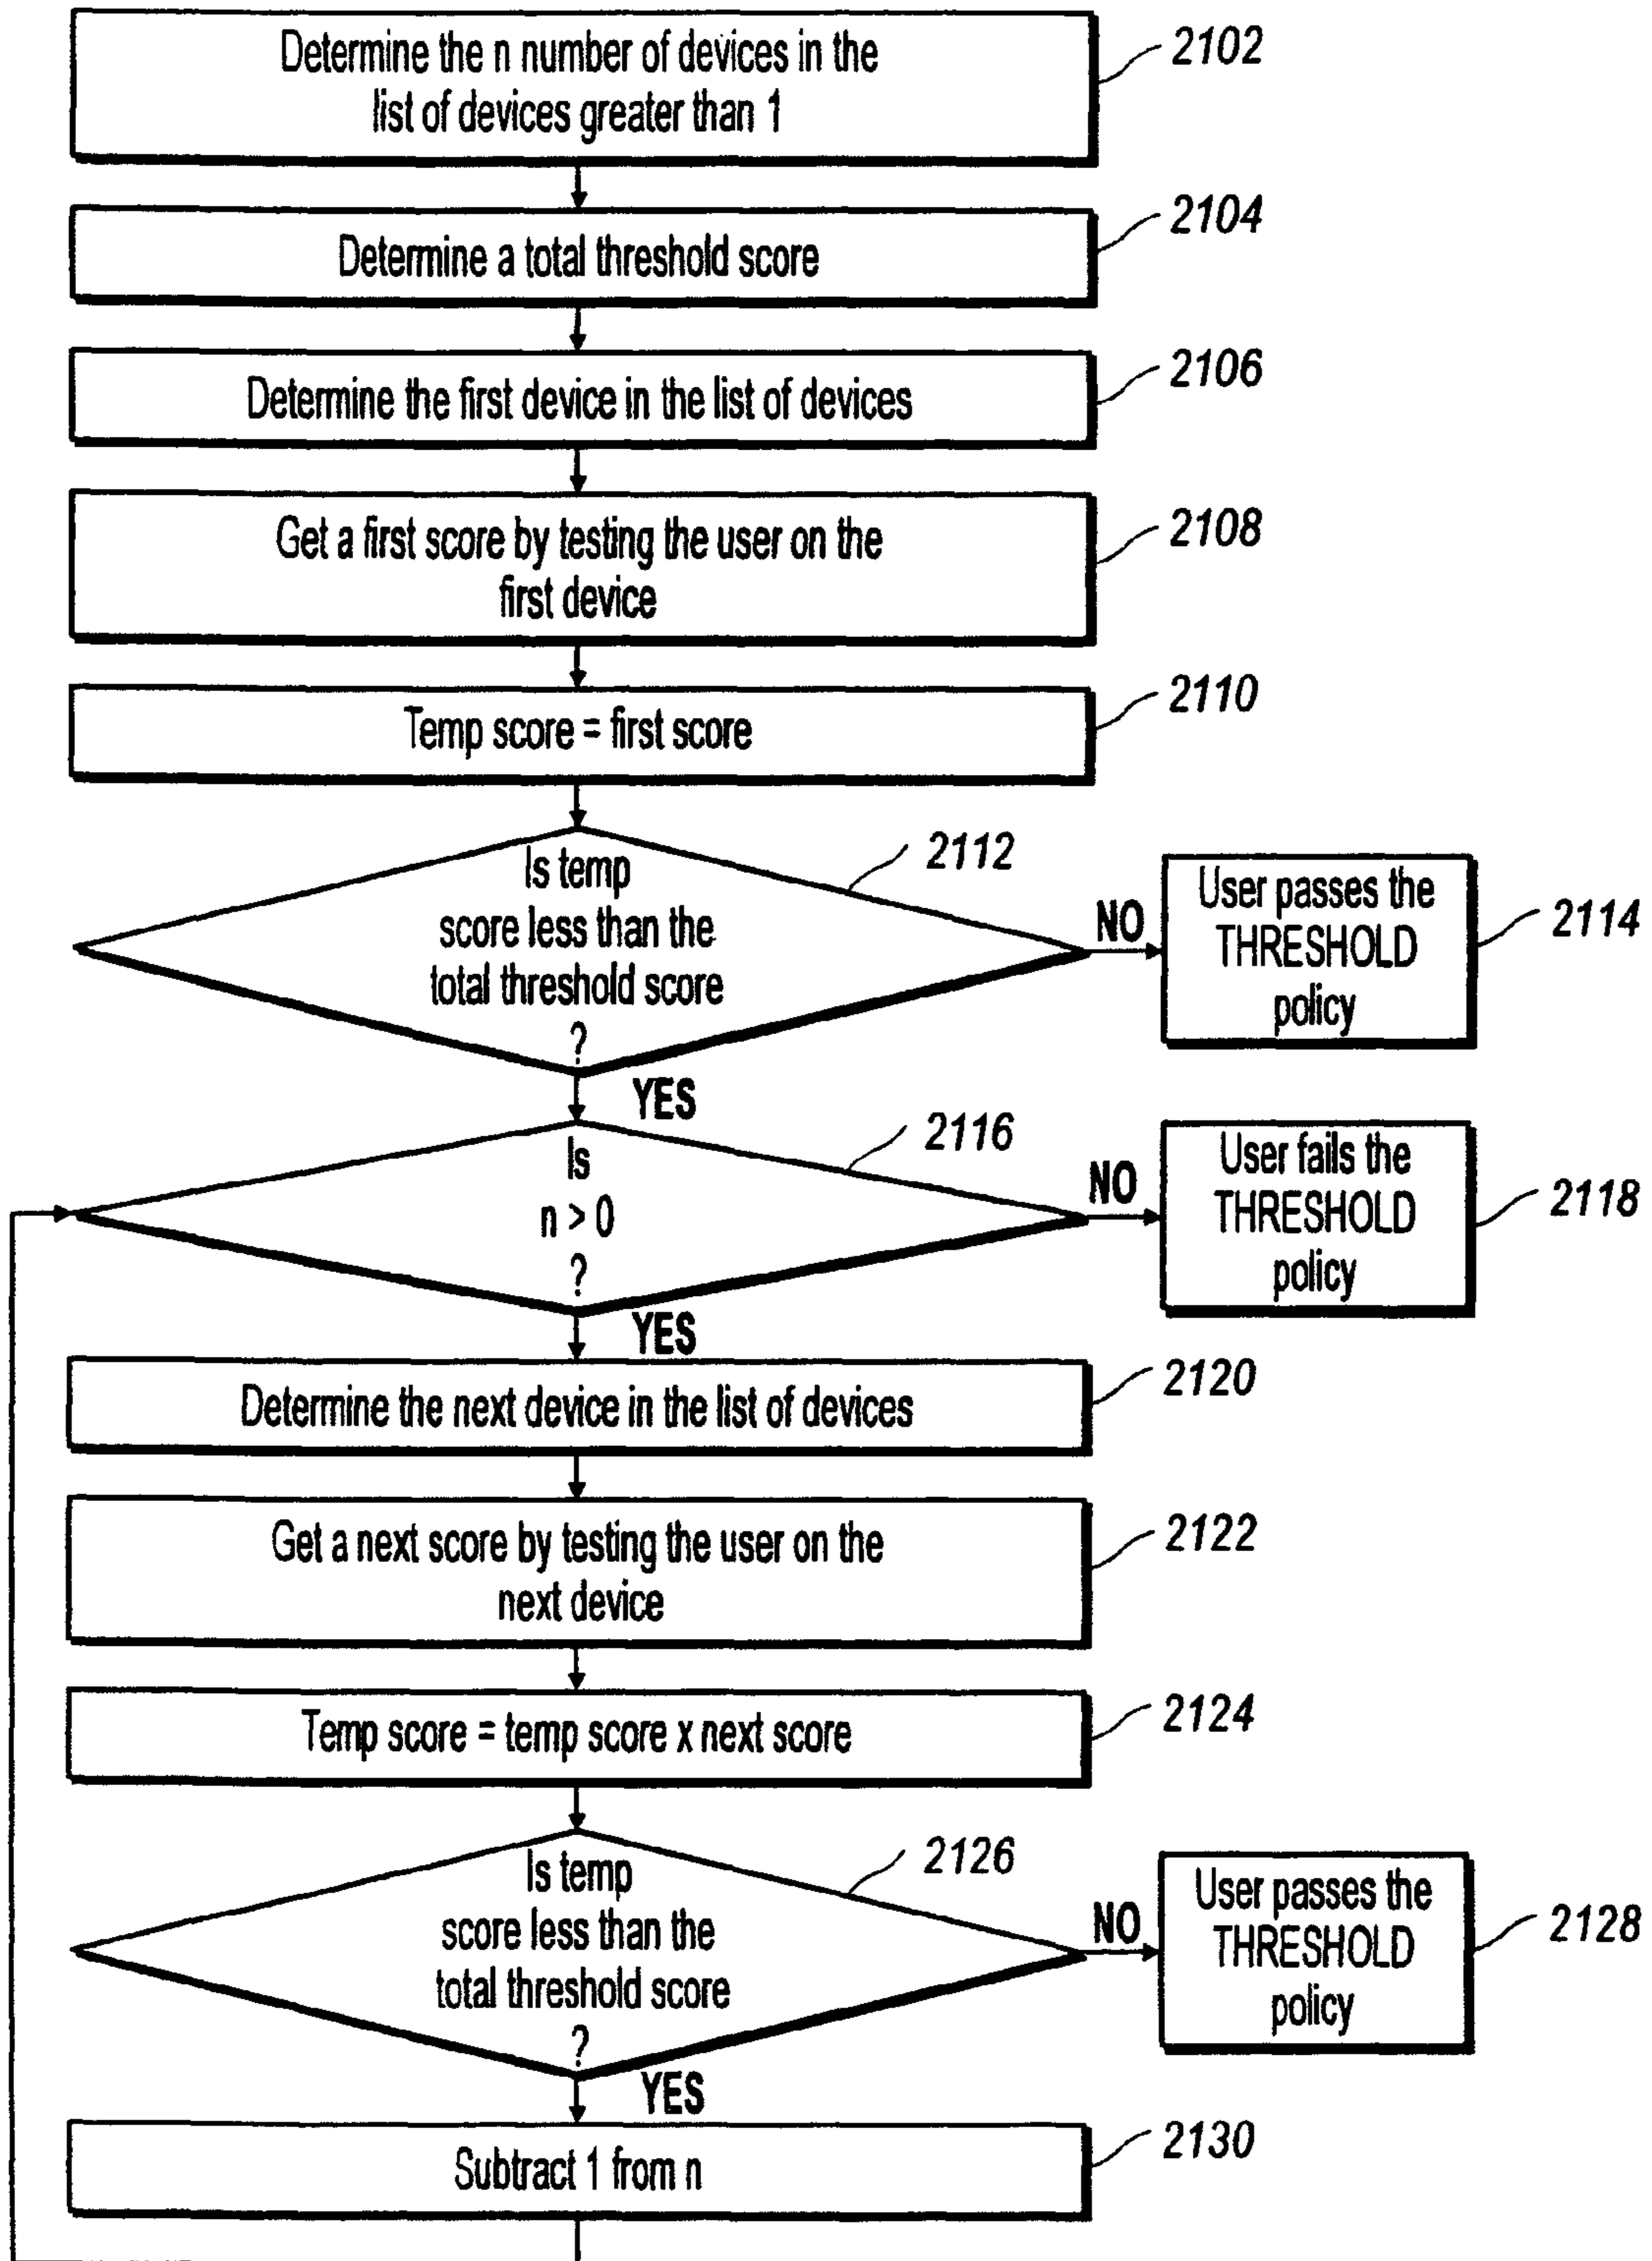 Determine the n number of devices in the
list of devices greater than 1
2102
Determine a total threshold score
2104
Determine the first device in the list of devices
2106
Get a first score by testing the user on the
first device
2108
Temp score = first score
2110
Is temp
score less than the
total threshold score
?
2112
NO
User passes the
THRESHOLD
policy
2114
YES
Is
n > 0
?
2116
NO
User fails the
THRESHOLD
policy
2118
YES
Determine the next device in the list of devices
2120
Get a next score by testing the user on the
next device
2122
Temp score = temp score x next score
2124
Is temp
score less than the
total threshold score
?
2126
NO
User passes the
THRESHOLD
policy
2128
YES
Subtract 1 from n
2130